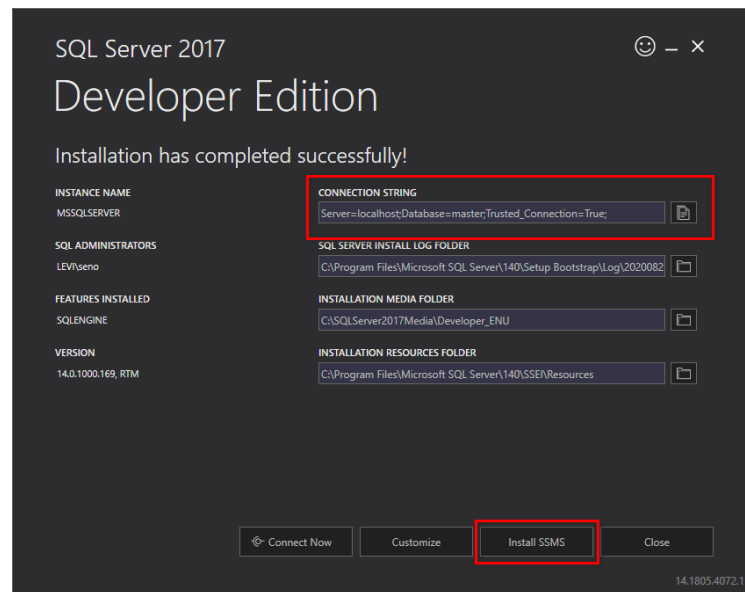 SQL Server 2017
Developer Edition
Installation has completed successfully!
INSTANCE NAME
MSSQLSERVER
CONNECTION STRING
Server=localhost;Database=master;Trusted_Connection=True;
SQL ADMINISTRATORS
LEVI\seno
SQL SERVER INSTALL LOG FOLDER
C:\Program Files\Microsoft SQL Server\140\Setup Bootstrap\Log\2020082
FEATURES INSTALLED
SQLENGINE
INSTALLATION MEDIA FOLDER
C:\SQLServer2017Media\Developer_ENU
VERSION
14.0.1000.169, RTM
INSTALLATION RESOURCES FOLDER
C:\Program Files\Microsoft SQL Server\140\SSEI\Resources
Connect Now
Customize
Install SSMS
Close
14.1805.4072.1